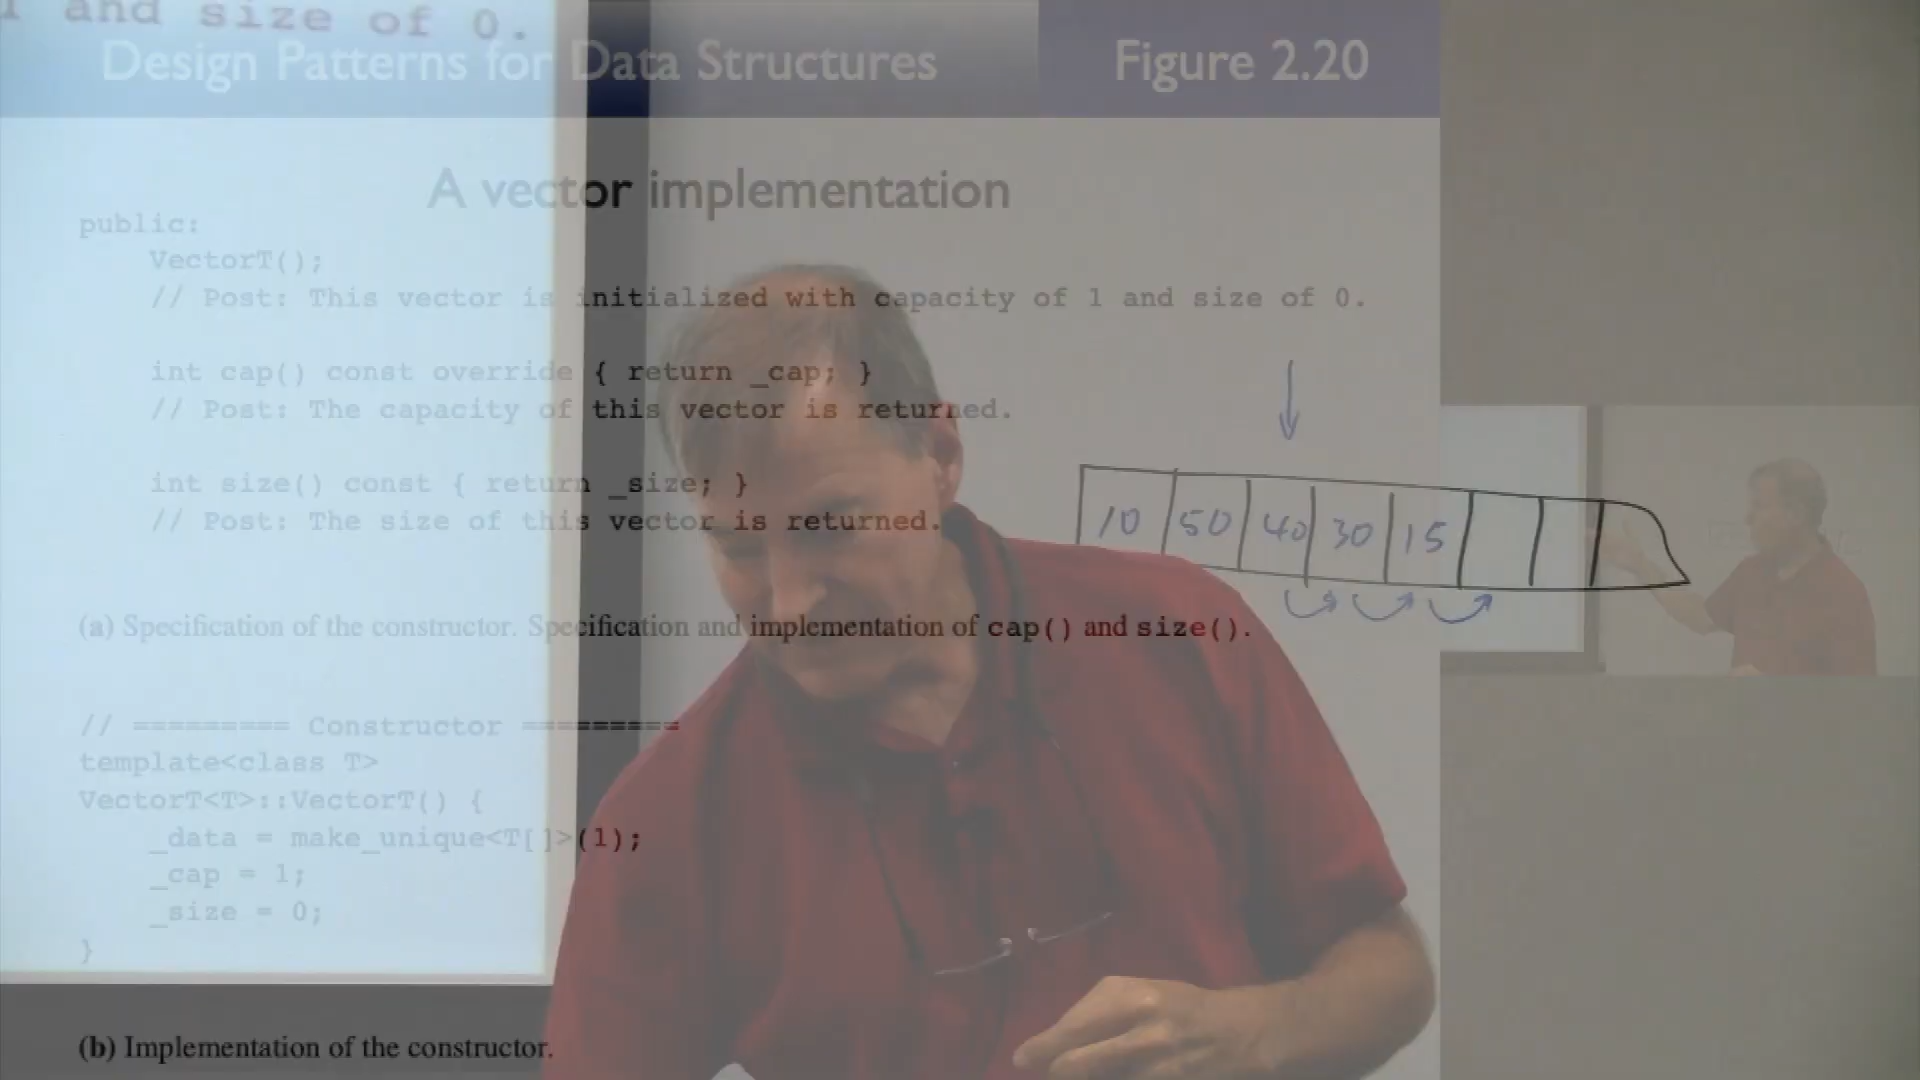 1 and size of 0.
Design Patterns for Data Structures
Figure 2.20
A vector implementation
public:
VectorT();
// Post: This vector is initialized with capacity of 1 and size of 0.
int cap() const override { return _cap; }
// Post: The capacity of this vector is returned.
int size() const { return _size; }
// Post: The size of this vector is returned.
10 50 40 30 15
(a) Specification of the constructor. Specification and implementation of cap() and size().
// ========= Constructor =========
template<class T>
VectorT<T>::VectorT() {
_data = make_unique<T[]>(1);
_cap = 1;
_size = 0;
}
(b) Implementation of the constructor.